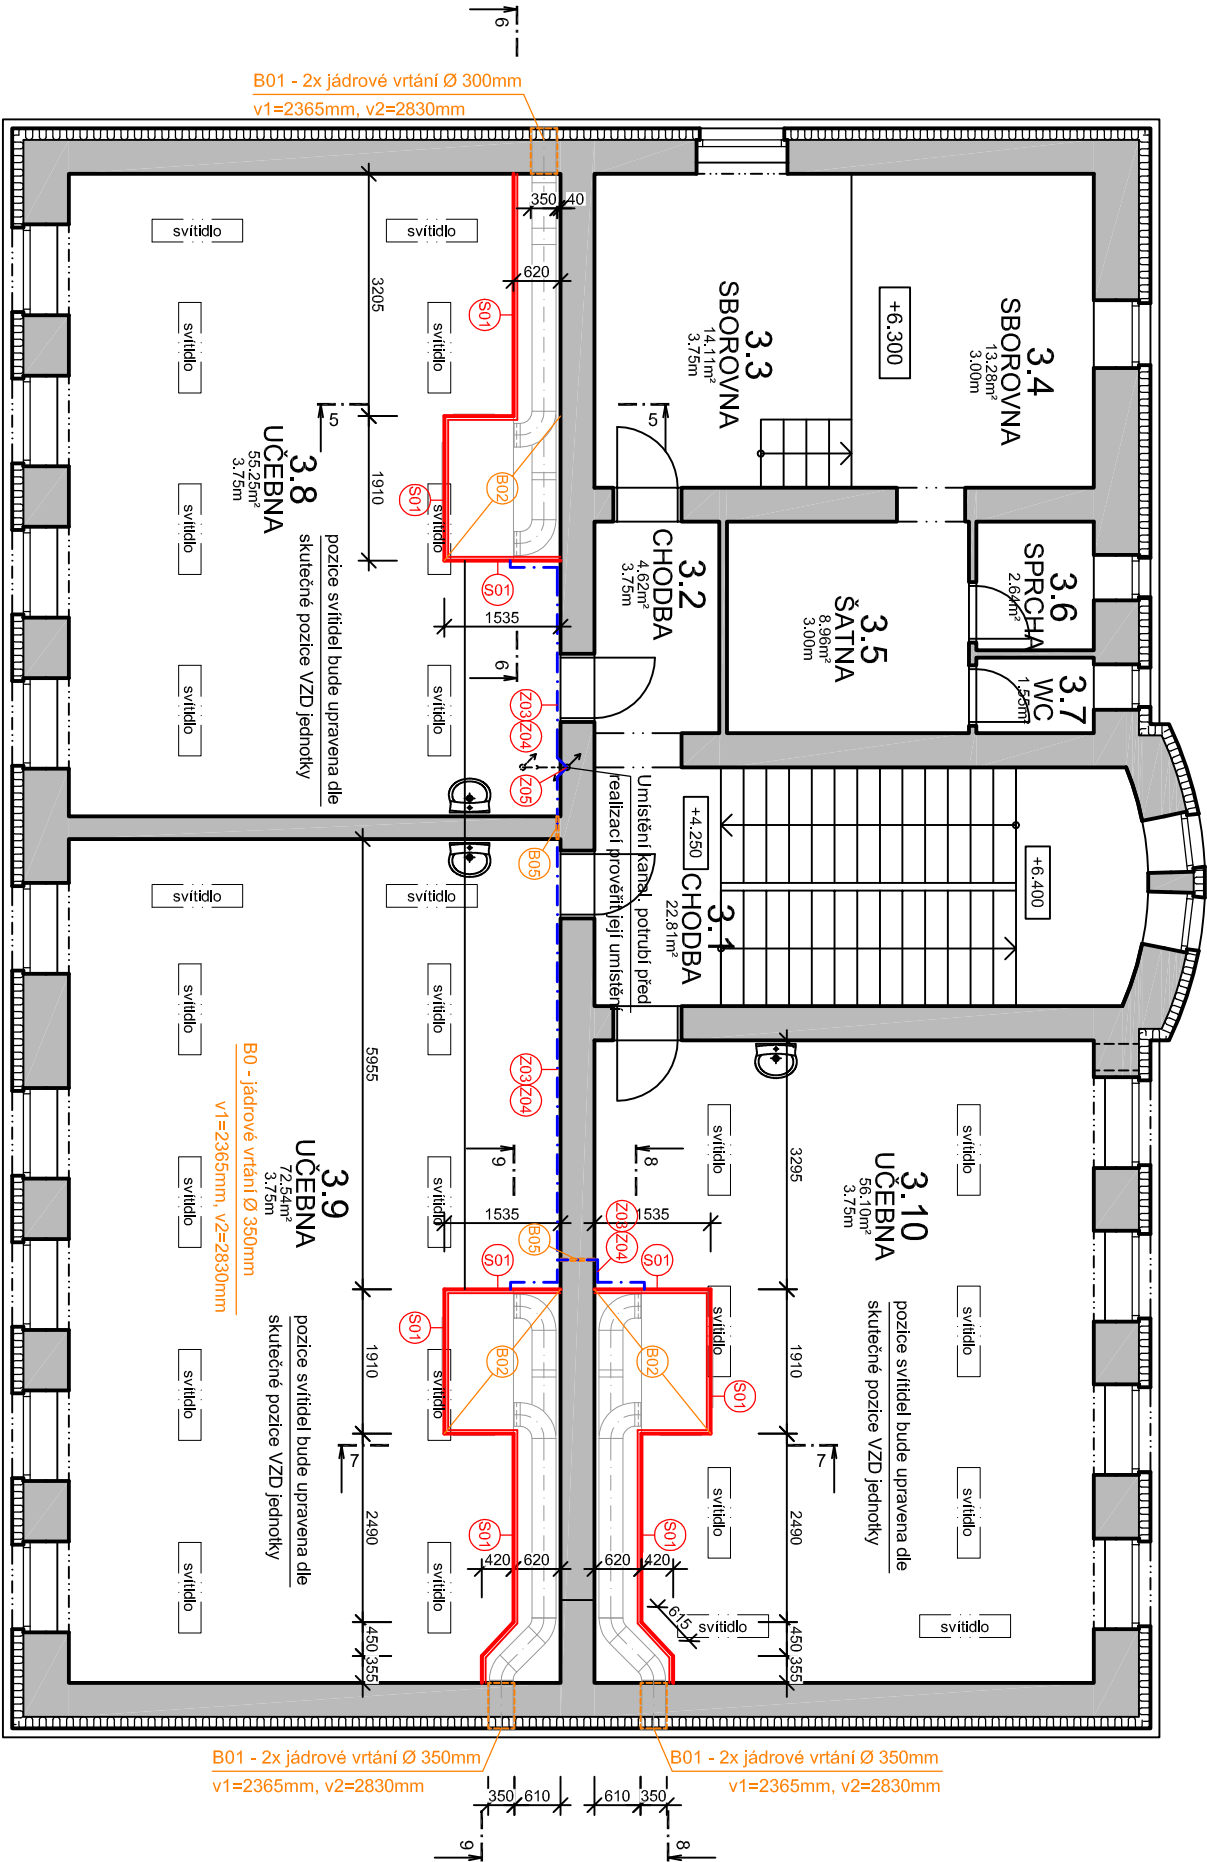 6
B01 - 2x jádrové vrtání Ø 300mm
v1=2365mm, v2=2830mm
350
40
620
svítidlo
svítidlo
3205
S01
svítidlo
svítidlo
5
5
1910
3.8
UČEBNA
55.25m²
3.75m
S01
B02
svítidlo
svítidlo
S01
pozice svítidel bude upravena dle
skutečné pozice VZD jednotky
1535
6
svítidlo
svítidlo
Z03
Z04
Z05
B05
3.3
SBOROVNA
14.11m²
3.75m
+6.300
3.4
SBOROVNA
13.28m²
3.00m
3.2
CHODBA
4.62m²
3.75m
3.5
ŠATNA
8.96m²
3.00m
3.6
SPRCHA
2.64m²
3.7
WC
1.55m²
Umístění kanal. potrubí před
realizací prověřit její umístění
+4.250
3.1
CHODBA
22.81m²
+6.400
svítidlo
svítidlo
svítidlo
svítidlo
5955
Z03
Z04
B0 - jádrové vrtání Ø 350mm
v1=2365mm, v2=2830mm
3.9
UČEBNA
72.54m²
3.75m
svítidlo
svítidlo
9
8
1535
1535
Z03
Z04
B05
S01
S01
3295
svítidlo
svítidlo
3.10
UČEBNA
56.10m²
3.75m
svítidlo
svítidlo
pozice svítidel bude upravena dle
skutečné pozice VZD jednotky
pozice svítidel bude upravena dle
skutečné pozice VZD jednotky
S01
1910
B02
B02
1910
S01
svítidlo
svítidlo
7
7
2490
2490
S01
S01
svítidlo
svítidlo
svítidlo
svítidlo
420
620
620
420
615
svítidlo
svítidlo
450
355
450
355
B01 - 2x jádrové vrtání Ø 350mm
v1=2365mm, v2=2830mm
B01 - 2x jádrové vrtání Ø 350mm
v1=2365mm, v2=2830mm
350
610
610
350
9
8